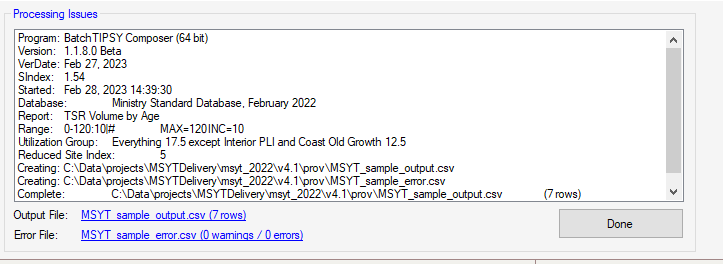 Processing Issues
Program: BatchTIPSY Composer (64 bit)
Version: 1.1.8.0 Beta
VerDate: Feb 27, 2023
SIndex: 1.54
Started: Feb 28, 2023 14:39:30
Database: Ministry Standard Database, February 2022
Report: TSR Volume by Age
Range: 0-120:10|# MAX=120INC=10
Utilization Group: Everything 17.5 except Interior PLI and Coast Old Growth 12.5
Reduced Site Index: 5
Creating: C:\Data\projects\MSYTDelivery\msyt_2022\v4.1\prov\MSYT_sample_output.csv
Creating: C:\Data\projects\MSYTDelivery\msyt_2022\v4.1\prov\MSYT_sample_error.csv
Complete: C:\Data\projects\MSYTDelivery\msyt_2022\v4.1\prov\MSYT_sample_output.csv (7 rows)
Output File: MSYT_sample_output.csv (7 rows)
Error File: MSYT_sample_error.csv (0 warnings / 0 errors)
Done